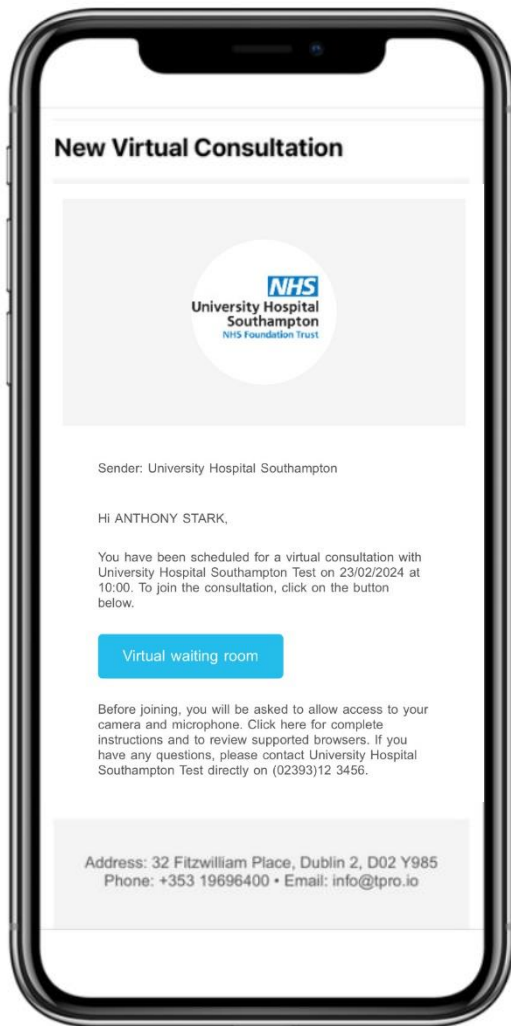 New Virtual Consultation
NHS
University Hospital
Southampton
NHS Foundation Trust
Sender: University Hospital Southampton
Hi ANTHONY STARK,
You have been scheduled for a virtual consultation with
University Hospital Southampton Test on 23/02/2024 at
10:00. To join the consultation, click on the button
below.
Virtual waiting room
Before joining, you will be asked to allow access to your
camera and microphone. Click here for complete
instructions and to review supported browsers. If you
have any questions, please contact University Hospital
Southampton Test directly on (02393)12 3456.
Address: 32 Fitzwilliam Place, Dublin 2, D02 Y985
Phone: +353 19696400 • Email: info@tpro.io